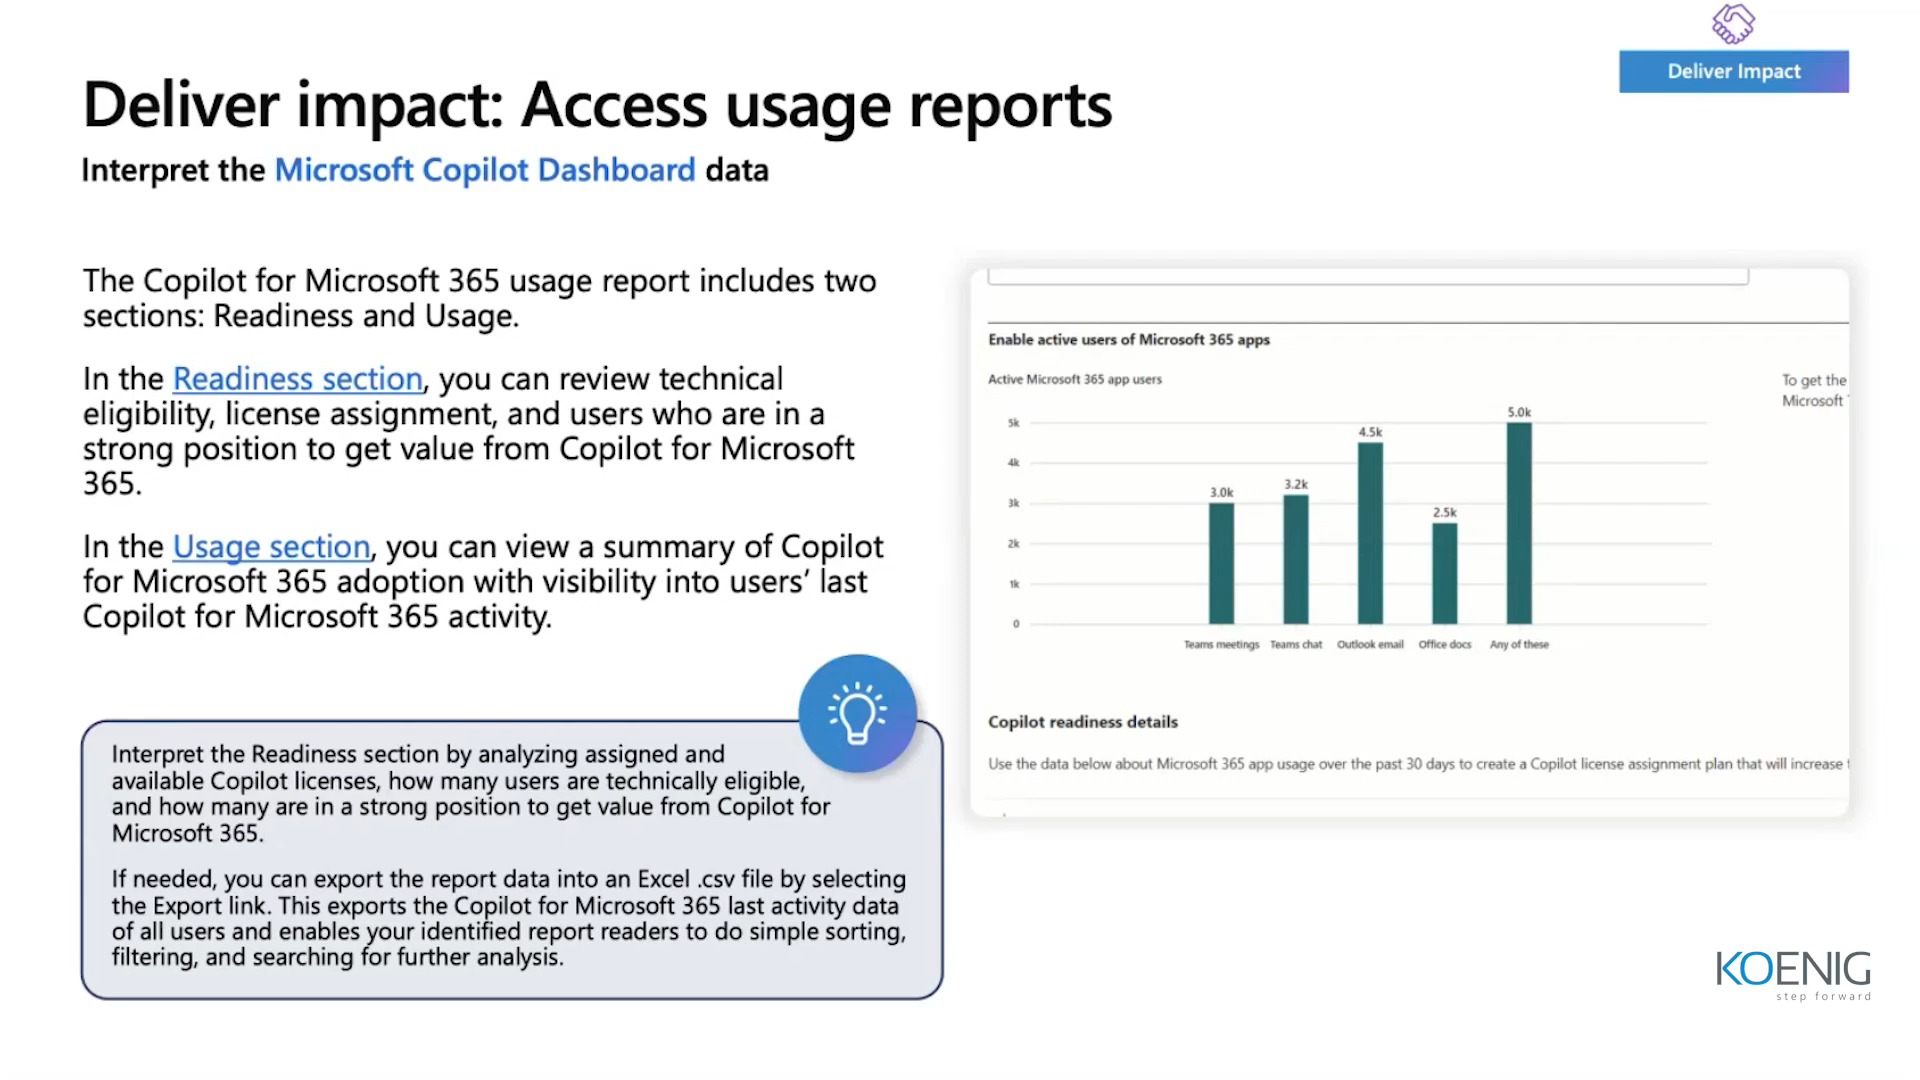 Deliver Impact
Deliver impact: Access usage reports
Interpret the Microsoft Copilot Dashboard data
The Copilot for Microsoft 365 usage report includes two
sections: Readiness and Usage.
In the Readiness section, you can review technical
eligibility, license assignment, and users who are in a
strong position to get value from Copilot for Microsoft
365.
In the Usage section, you can view a summary of Copilot
for Microsoft 365 adoption with visibility into users’ last
Copilot for Microsoft 365 activity.
Interpret the Readiness section by analyzing assigned and
available Copilot licenses, how many users are technically eligible,
and how many are in a strong position to get value from Copilot for
Microsoft 365.
If needed, you can export the report data into an Excel .csv file by selecting
the Export link. This exports the Copilot for Microsoft 365 last activity data
of all users and enables your identified report readers to do simple sorting,
filtering, and searching for further analysis.
Enable active users of Microsoft 365 apps
Active Microsoft 365 app users
To get the
Microsoft
5k
4k
3k
2k
1k
0
3.0k
3.2k
4.5k
2.5k
5.0k
Teams meetings
Teams chat
Outlook email
Office docs
Any of these
Copilot readiness details
Use the data below about Microsoft 365 app usage over the past 30 days to create a Copilot license assignment plan that will increase
KOENIG
step forward